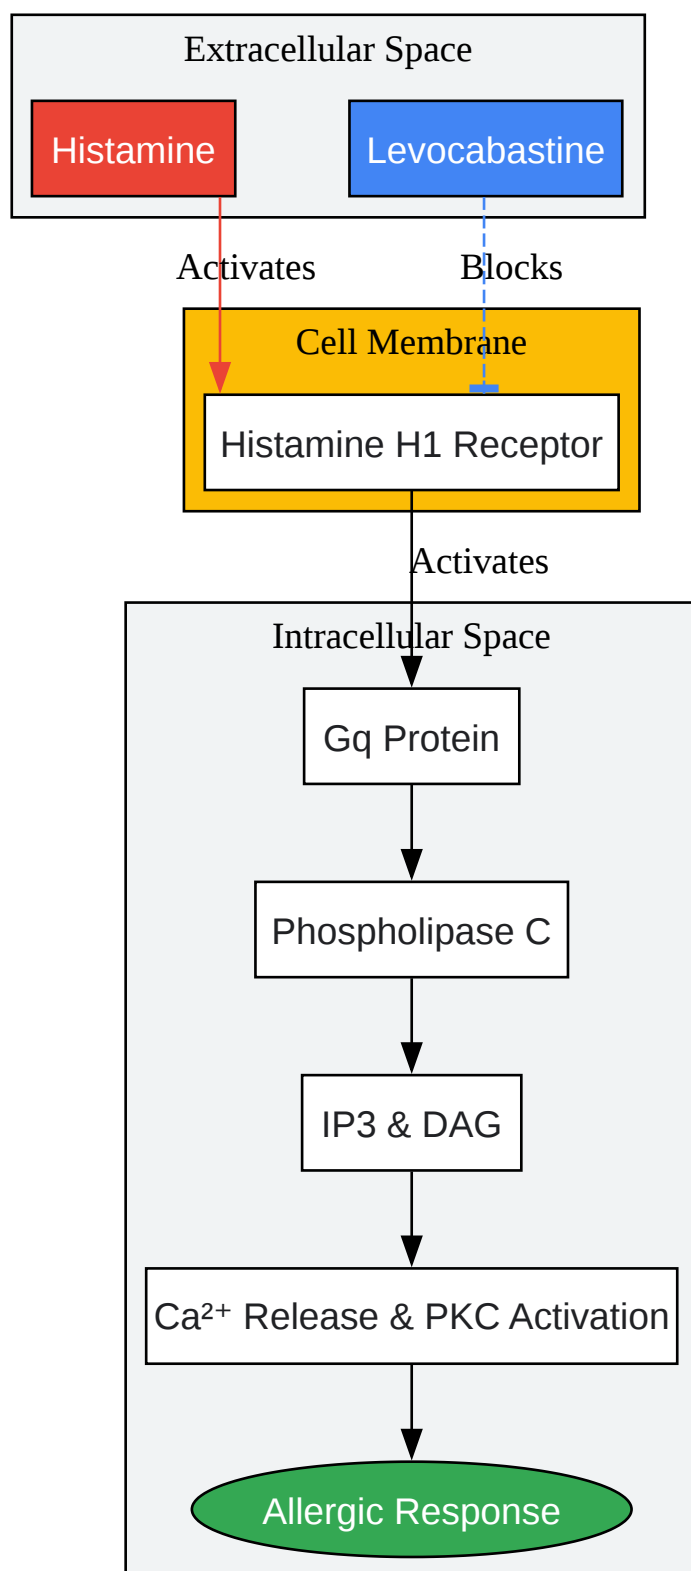 Extracellular Space
Histamine
Levocabastine
Activates
Blocks
Cell Membrane
Histamine H1 Receptor
Activates
Intracellular Space
Gq Protein
Phospholipase C
IP3 & DAG
Ca²⁺ Release & PKC Activation
Allergic Response